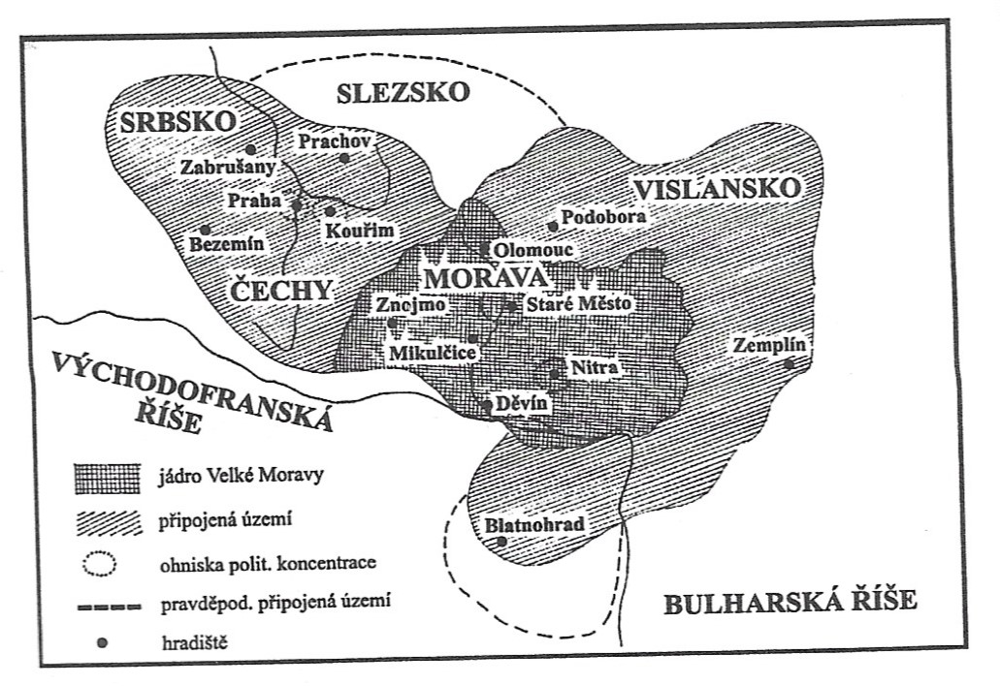 SLEZSKO
SRBSKO
Prachov
Zabrušany
VISLANSKO
Praha
Podobora
Kouřim
Bezemín
Olomouc
MORAVA
ČECHY
Znojmo
Staré Město
Mikulčice
Zemplín
Nitra
VÝCHODOFRANSKÁ
ŘÍŠE
Děvín
jádro Velké Moravy
připojená území
Blatnohrad
ohniska polit. koncentrace
pravděpod. připojená území
BULHARSKÁ ŘÍŠE
hradiště